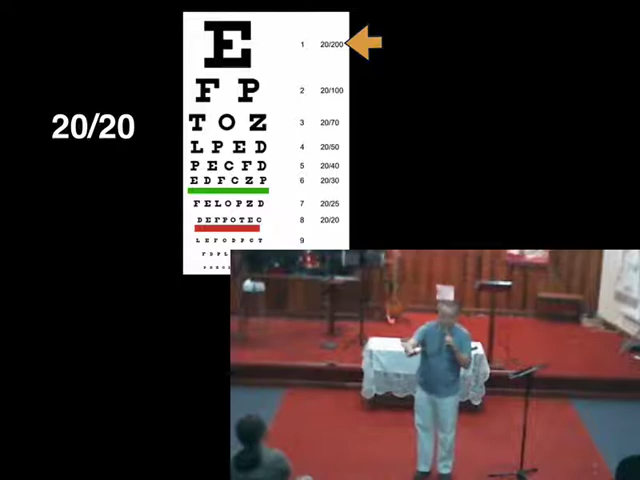 20/20
E 1 20/200
F P 2 20/100
T O Z 3 20/70
L P E D 4 20/50
P E C F D 5 20/40
E D F C Z P 6 20/30
F E L O P Z D 7 20/25
D E F P O T E C 8 20/20
L E F O D P C T 9
F D P L